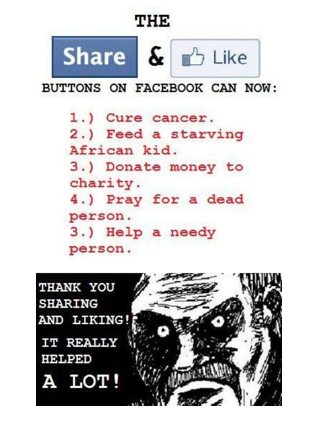 THE
Share & Like
BUTTONS ON FACEBOOK CAN NOW:
1.) Cure cancer.
2.) Feed a starving
African kid.
3.) Donate money to
charity.
4.) Pray for a dead
person.
3.) Help a needy
person.
THANK YOU
SHARING
AND LIKING!
IT REALLY
HELPED
A LOT!